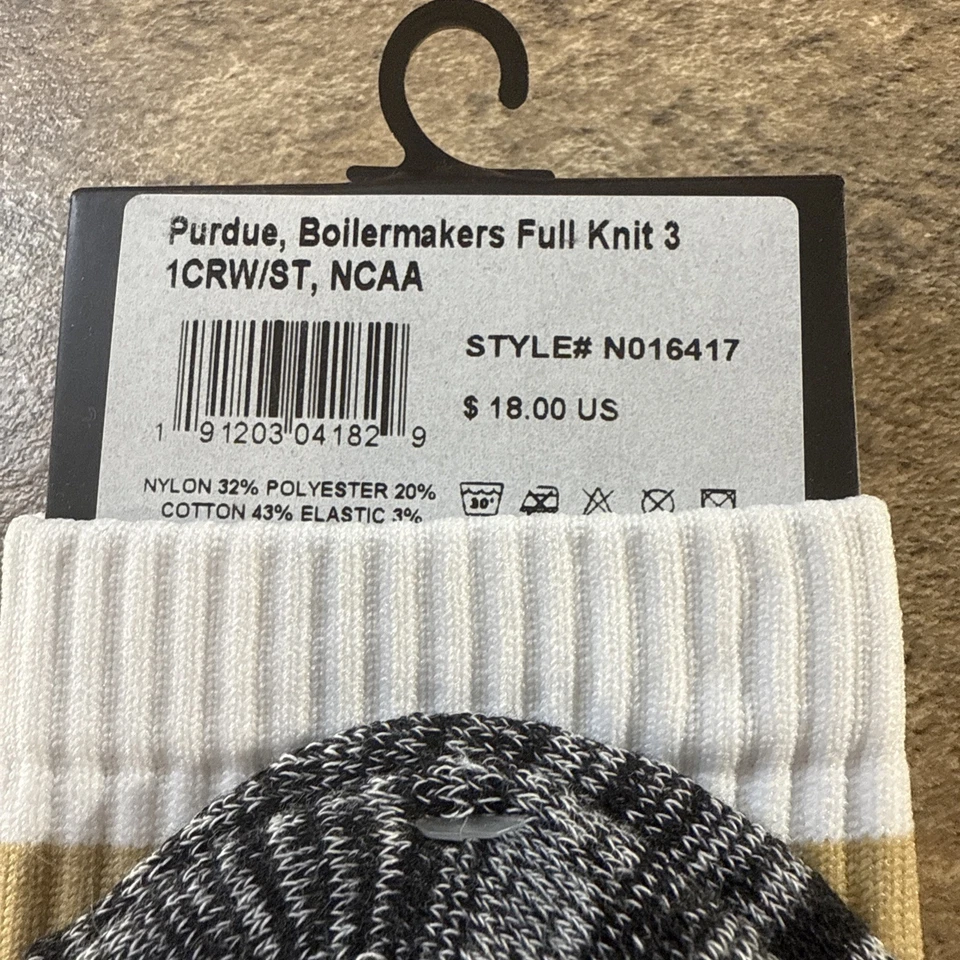 Purdue, Boilermakers Full Knit 3
1CRW/ST, NCAA
STYLE# N016417
$ 18.00 US
1 91203 04182 9
NYLON 32% POLYESTER 20%
COTTON 43% ELASTIC 3%
30°